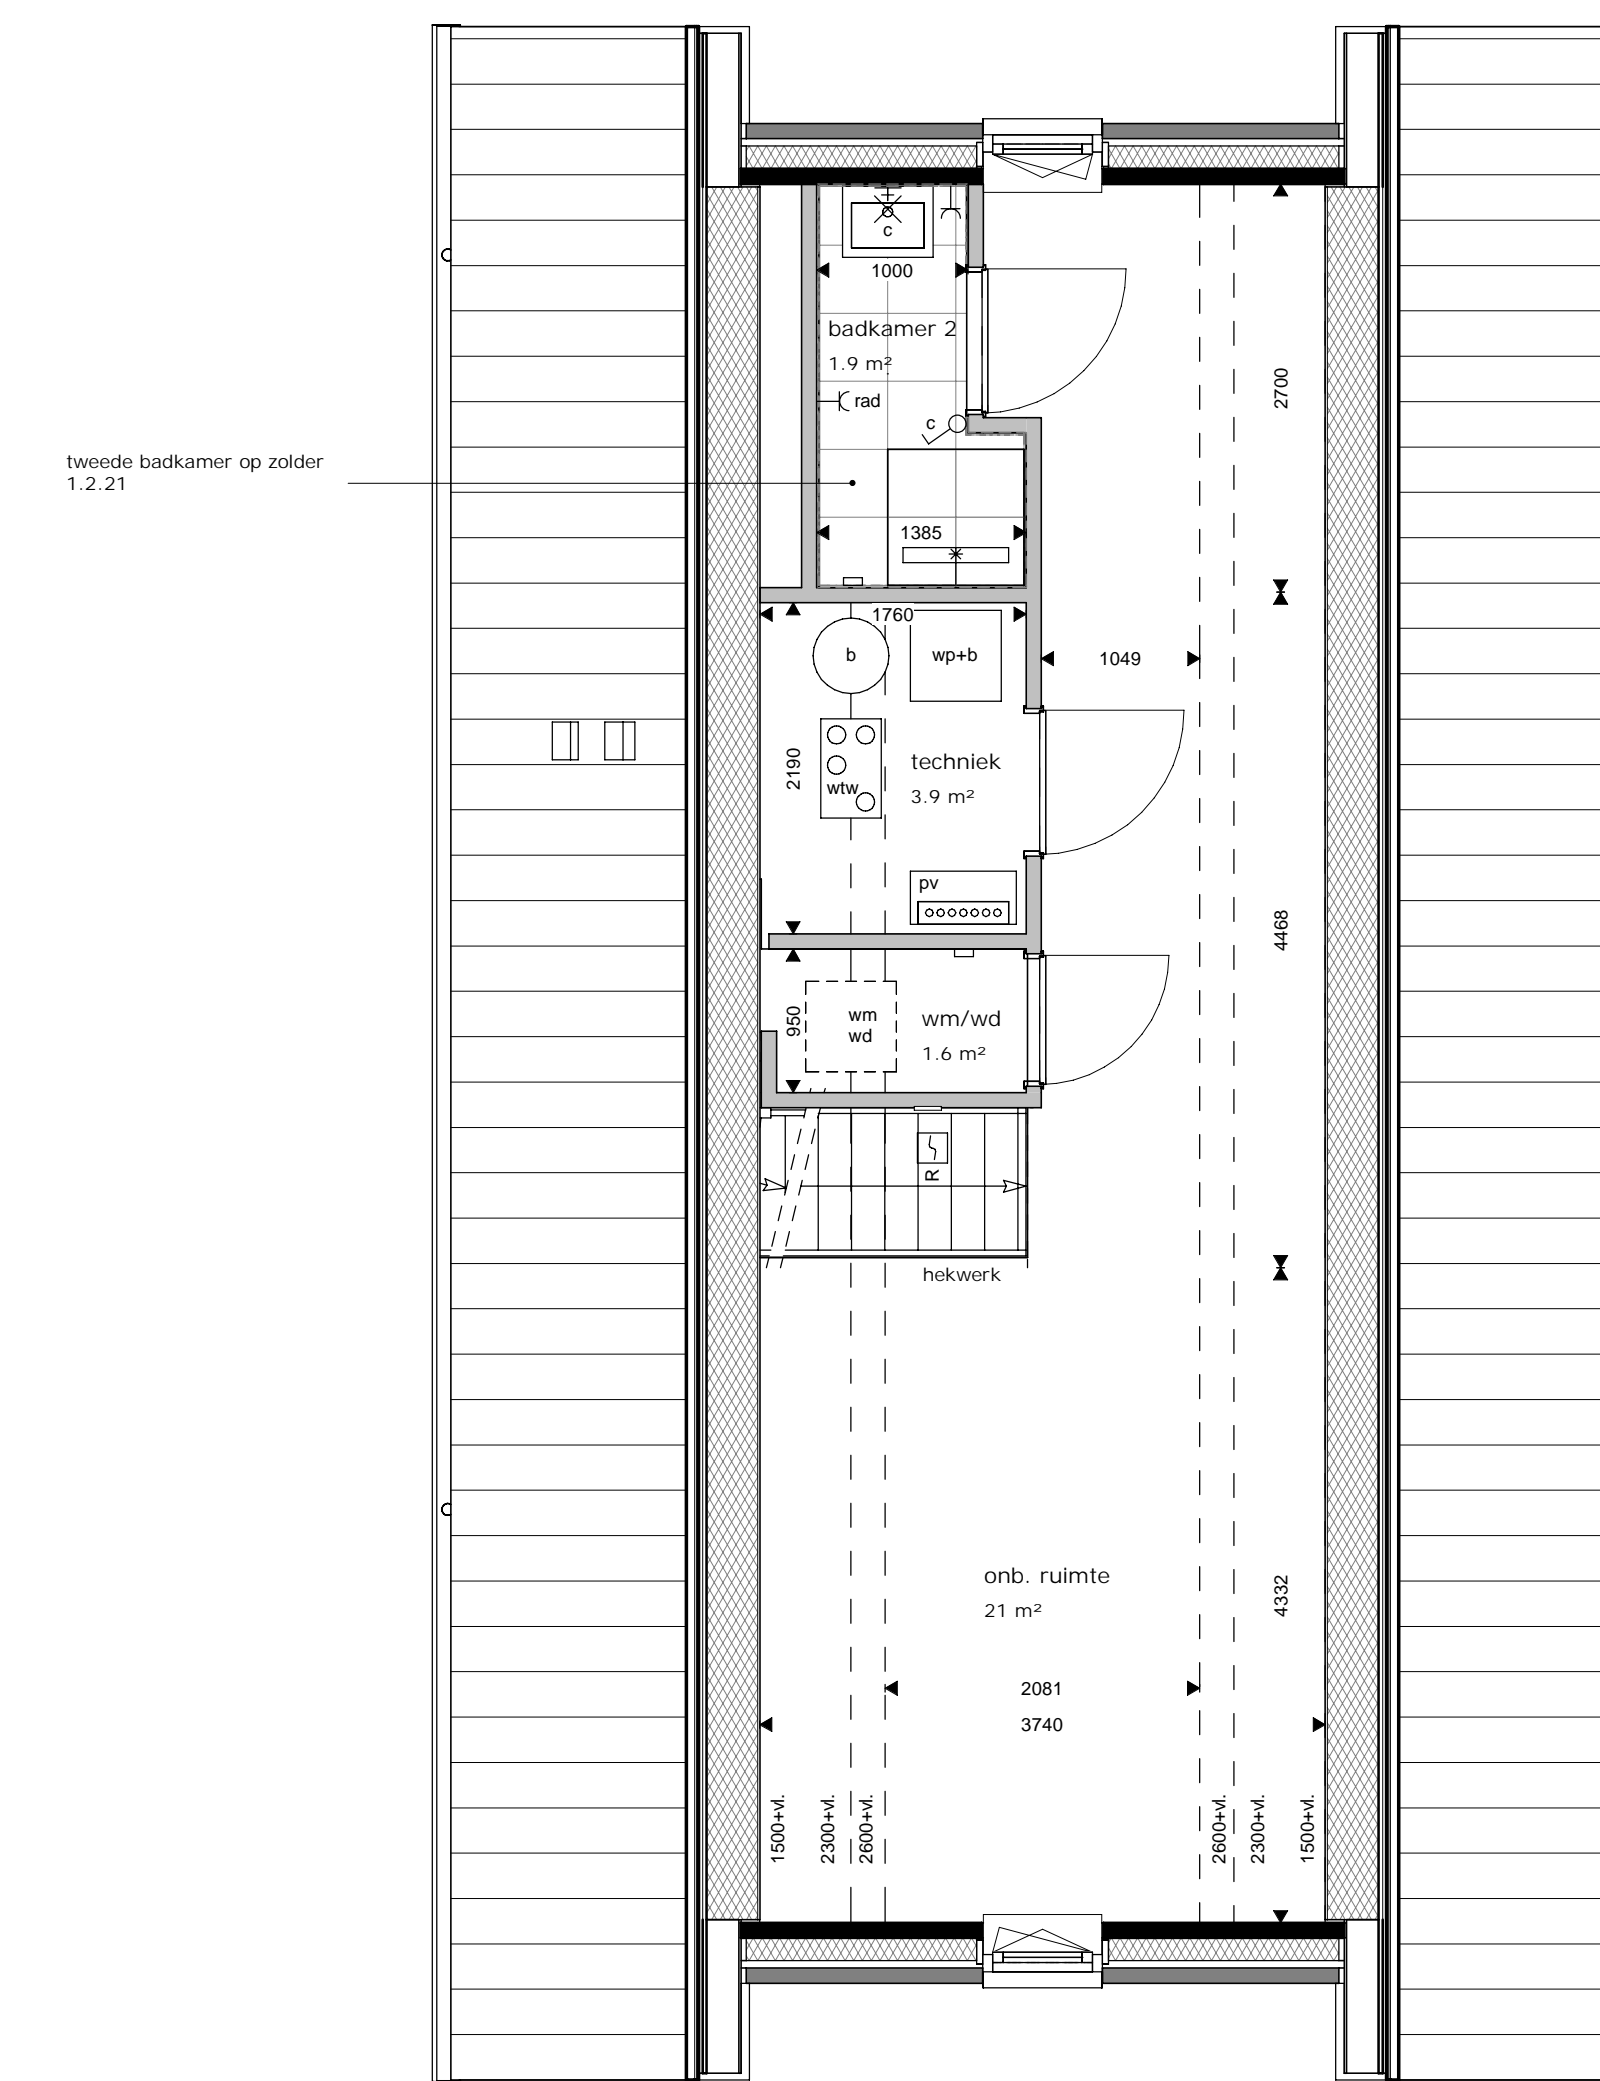 c
1000
badkamer 2
1.9 m²
rad
c
2700
tweede badkamer op zolder
1.2.21
1385
1760
b
wp+b
1049
2190
techniek
3.9 m²
wtw
pv
4468
950
wm
wd
wm/wd
1.6 m²
R
hekwerk
onb. ruimte
21 m²
4332
2081
3740
1500+vl.
2300+vl.
2600+vl.
2600+vl.
2300+vl.
1500+vl.